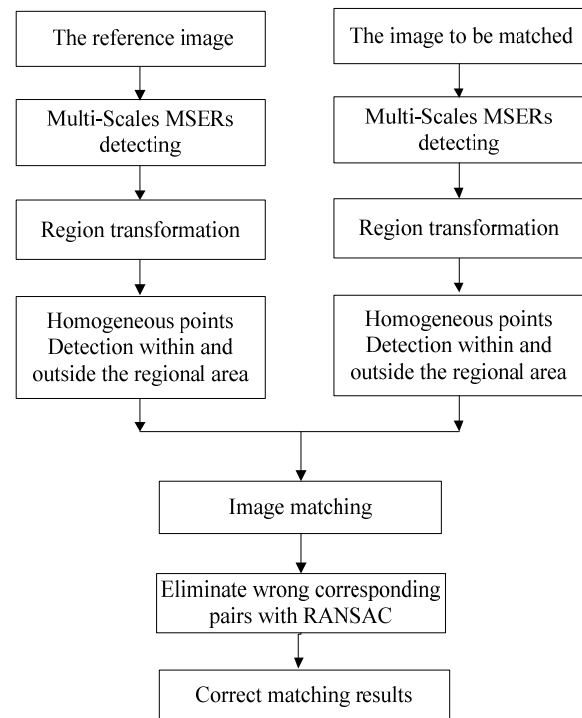 The reference image
The image to be matched
Multi-Scales MSERs
detecting
Multi-Scales MSERs
detecting
Region transformation
Region transformation
Homogeneous points
Detection within and
outside the regional area
Homogeneous points
Detection within and
outside the regional area
Image matching
Eliminate wrong corresponding
pairs with RANSAC
Correct matching results